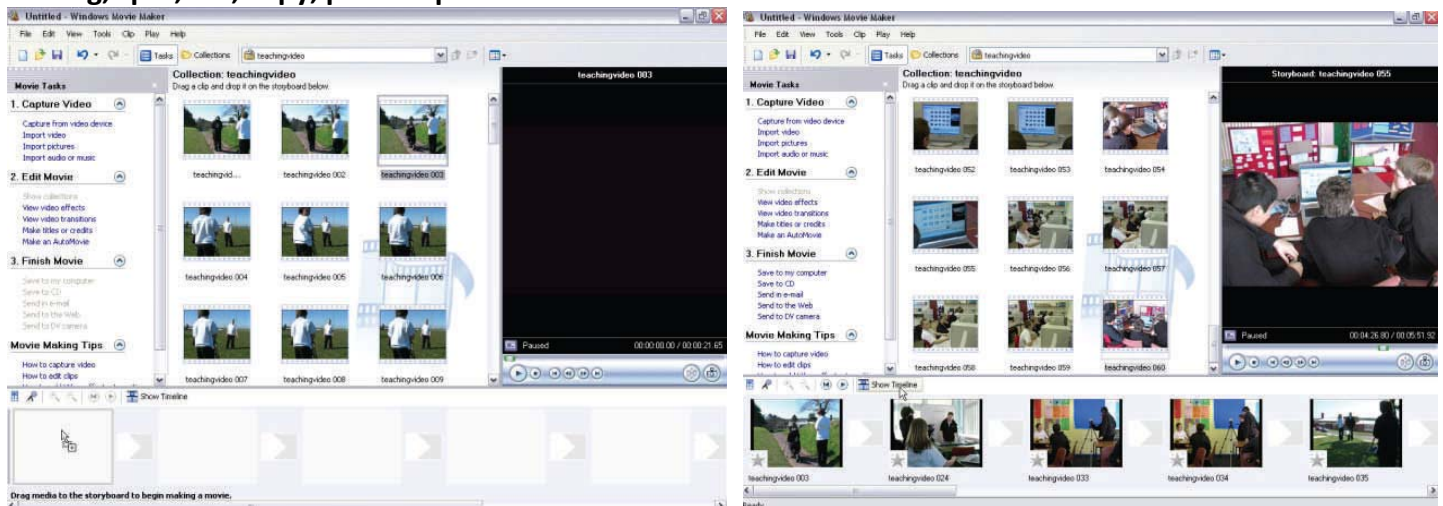 Untitled - Windows Movie Maker
File Edit View Tools Clip Play Help
Tasks Collections teachingvideo
Movie Tasks
Collection: teachingvideo
Drag a clip and drop it on the storyboard below.
teachingvideo 003
1. Capture Video
Capture from video device
Import video
Import pictures
Import audio or music
2. Edit Movie
Show collections
View video effects
View video transitions
Make titles or credits
Make an AutoMovie
3. Finish Movie
Save to my computer
Save to CD
Send in e-mail
Send to the Web
Send to DV camera
Movie Making Tips
How to capture video
How to edit clips
teachingvid... teachingvideo 002 teachingvideo 003
teachingvideo 004 teachingvideo 005 teachingvideo 006
teachingvideo 007 teachingvideo 008 teachingvideo 009
Paused 00:00:00.00 / 00:00:21.65
Show Timeline
Drag media to the storyboard to begin making a movie.
Untitled - Windows Movie Maker
File Edit View Tools Clip Play Help
Tasks Collections teachingvideo
Movie Tasks
Collection: teachingvideo
Drag a clip and drop it on the storyboard below.
Storyboard: teachingvideo 055
1. Capture Video
Capture from video device
Import video
Import pictures
Import audio or music
2. Edit Movie
Show collections
View video effects
View video transitions
Make titles or credits
Make an AutoMovie
3. Finish Movie
Save to my computer
Save to CD
Send in e-mail
Send to the Web
Send to DV camera
Movie Making Tips
How to capture video
How to edit clips
teachingvideo 052 teachingvideo 053 teachingvideo 054
teachingvideo 055 teachingvideo 056 teachingvideo 057
teachingvideo 058 teachingvideo 059 teachingvideo 060
Paused 00:04:26.80 / 00:05:51.92
Show Timeline
teachingvideo 003 teachingvideo 024 teachingvideo 033 teachingvideo 034 teachingvideo 035